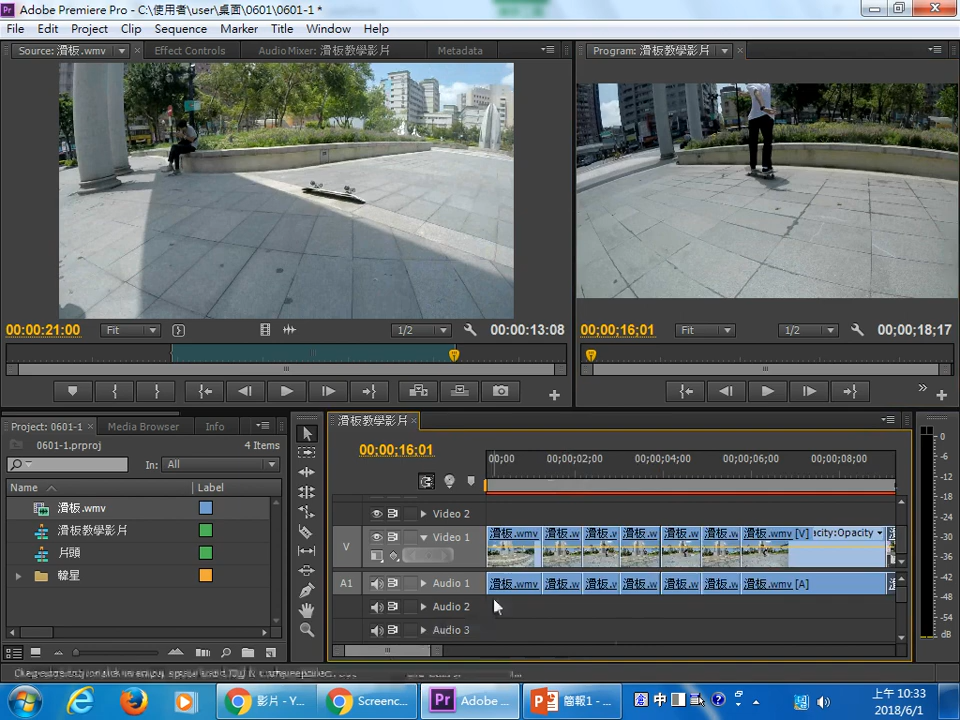 Adobe Premiere Pro - C:\使用者\user\桌面\0601\0601-1 *
File Edit Project Clip Sequence Marker Title Window Help
Source: 滑板.wmv Effect Controls Audio Mixer: 滑板教學影片 Metadata
Program: 滑板教學影片
00:00:21:00 Fit 1/2 00:00:13:08
00;00;16;01 Fit 1/2 00;00;18;17
Project: 0601-1 Media Browser Info
0601-1.prproj 4 Items
In: All
Name Label
滑板.wmv
滑板教學影片
片頭
韓星
滑板教學影片
00:00;16:01
00;00 00;00;02;00 00;00;04;00 00;00;06;00 00;00;08;00
Video 2
V Video 1
滑板.wmv 滑板.w 滑板.w 滑板.w 滑板.w 滑板.w 滑板.wmv [V] acity:Opacity
A1 Audio 1
滑板.wmv 滑板.w 滑板.w 滑板.w 滑板.w 滑板.w 滑板.wmv [A]
Audio 2
Audio 3
0
-6
-12
-18
-24
-30
-36
-42
-48
-54
dB
影片 - Y... Screenc... Pr Adobe ... 簡報1 - ...
中
上午 10:33
2018/6/1